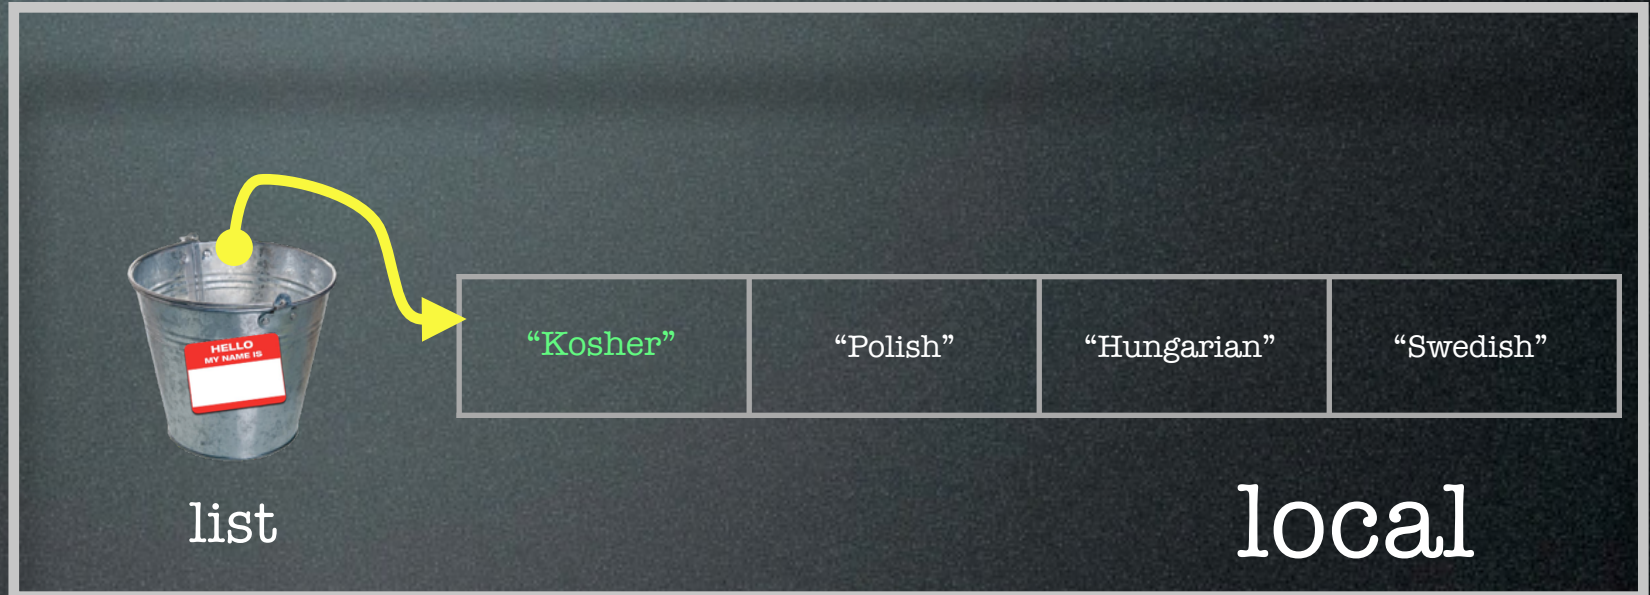 HELLO
MY NAME IS
“Kosher” “Polish” “Hungarian” “Swedish”
list
local